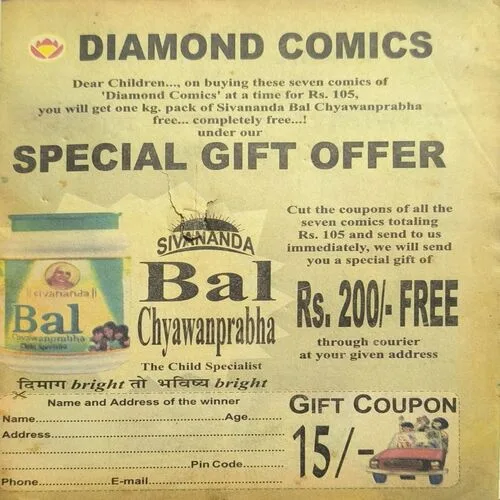 DIAMOND COMICS
Dear Children..., on buying these seven comics of
'Diamond Comics' at a time for Rs. 105,
you will get one kg. pack of Sivananda Bal Chyawanprabha
free... completely free...!
under our
SPECIAL GIFT OFFER
Cut the coupons of all the
seven comics totaling
Rs. 105 and send to us
immediately, we will send
you a special gift of
Rs. 200/- FREE
through courier
at your given address
SIVANANDA
Bal
Chyawanprabha
The Child Specialist
|| sivananda ||
Bal
Chyawanprabha
Child Specialist
दिमाग bright तो भविष्य bright
Name and Address of the winner
Name..........................................Age.......
Address..................................................
Pin Code............
Phone.................E-mail...........................
GIFT COUPON
15/-